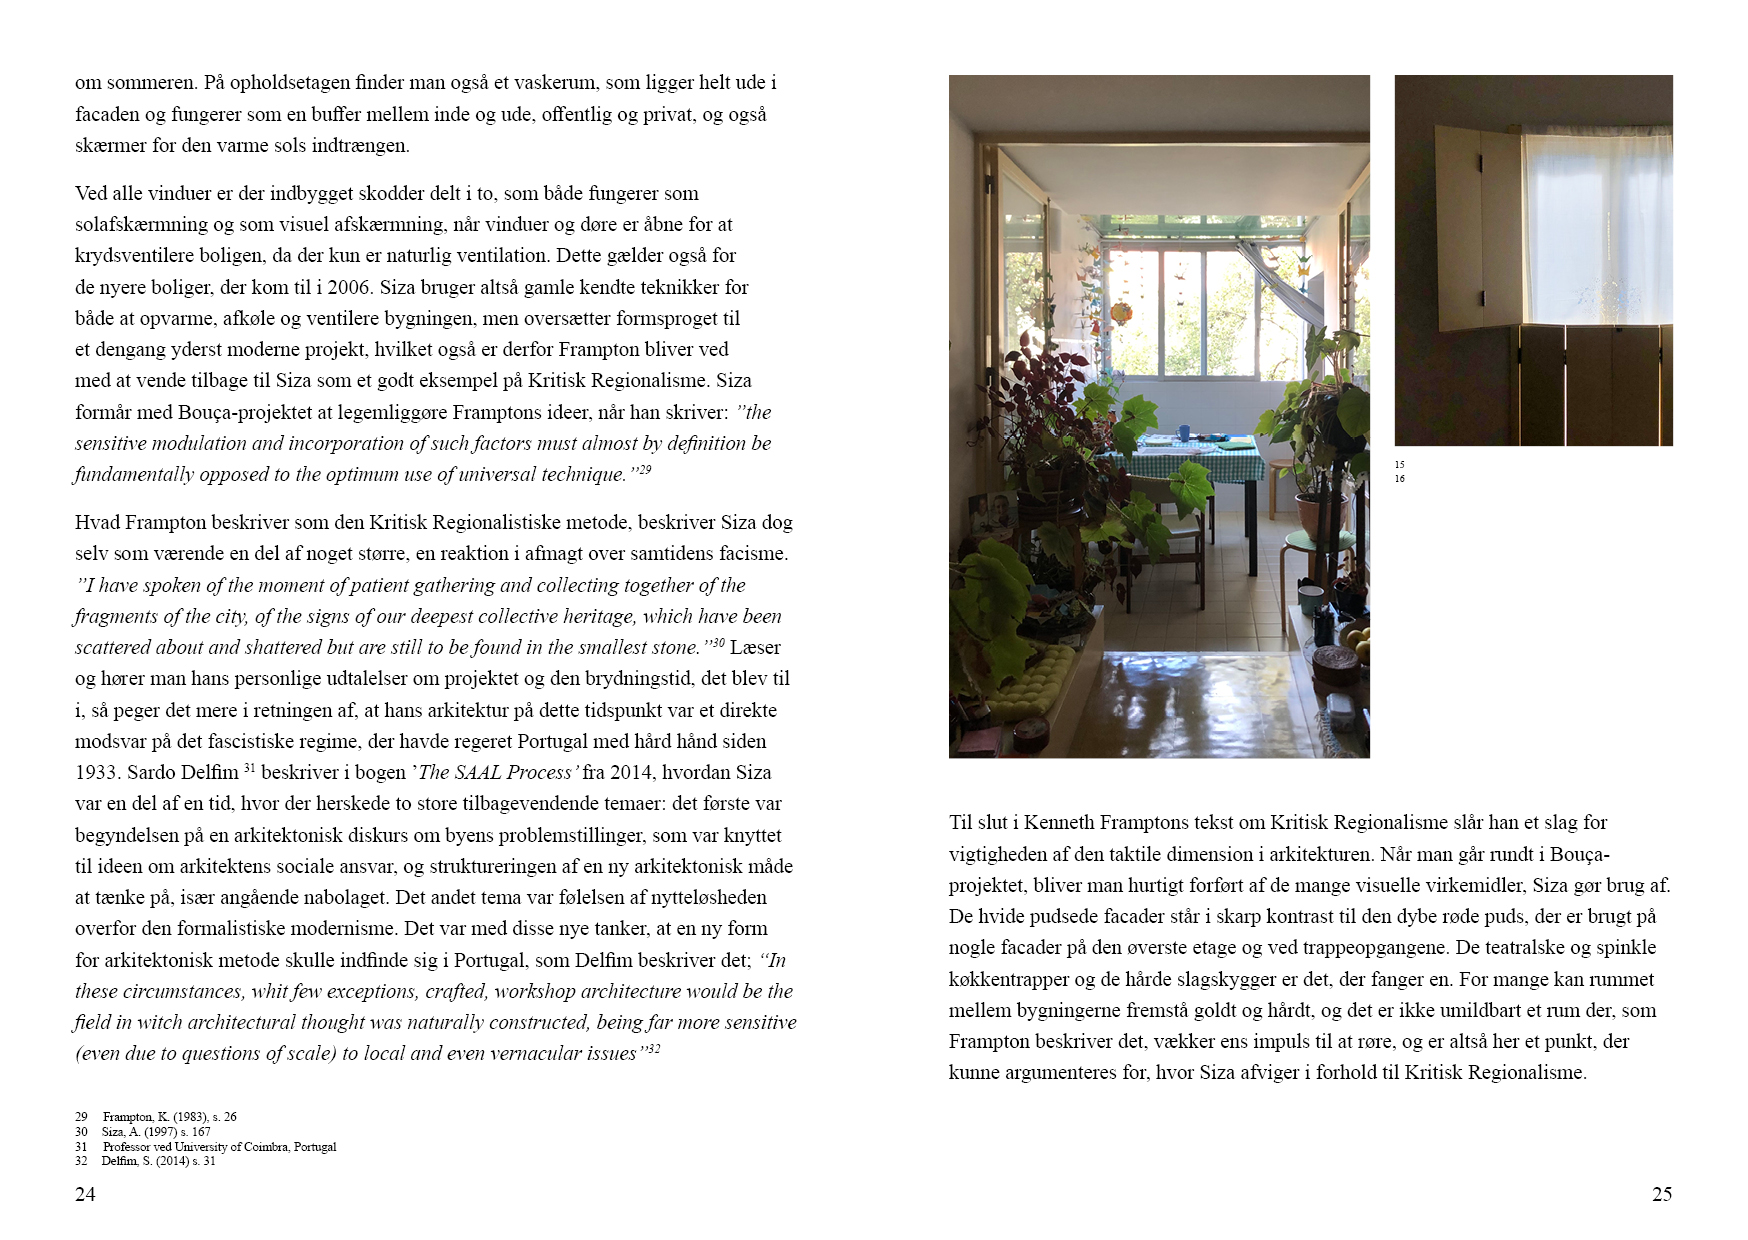 om sommeren. På opholdsetagen finder man også et vaskerum, som ligger helt ude i
facaden og fungerer som en buffer mellem inde og ude, offentlig og privat, og også
skærmer for den varme sols indtrængen.
Ved alle vinduer er der indbygget skodder delt i to, som både fungerer som
solafskærmning og som visuel afskærmning, når vinduer og døre er åbne for at
krydsventilere boligen, da der kun er naturlig ventilation. Dette gælder også for
de nyere boliger, der kom til i 2006. Siza bruger altså gamle kendte teknikker for
både at opvarme, afkøle og ventilere bygningen, men oversætter formsproget til
et dengang yderst moderne projekt, hvilket også er derfor Frampton bliver ved
med at vende tilbage til Siza som et godt eksempel på Kritisk Regionalisme. Siza
formår med Bouça-projektet at legemliggøre Framptons ideer, når han skriver: ”the
sensitive modulation and incorporation of such factors must almost by definition be
fundamentally opposed to the optimum use of universal technique.”29
Hvad Frampton beskriver som den Kritisk Regionalistiske metode, beskriver Siza dog
selv som værende en del af noget større, en reaktion i afmagt over samtidens facisme.
”I have spoken of the moment of patient gathering and collecting together of the
fragments of the city, of the signs of our deepest collective heritage, which have been
scattered about and shattered but are still to be found in the smallest stone.”30 Læser
og hører man hans personlige udtalelser om projektet og den brydningstid, det blev til
i, så peger det mere i retningen af, at hans arkitektur på dette tidspunkt var et direkte
modsvar på det fascistiske regime, der havde regeret Portugal med hård hånd siden
1933. Sardo Delfim 31 beskriver i bogen ’The SAAL Process’ fra 2014, hvordan Siza
var en del af en tid, hvor der herskede to store tilbagevendende temaer: det første var
begyndelsen på en arkitektonisk diskurs om byens problemstillinger, som var knyttet
til ideen om arkitektens sociale ansvar, og struktureringen af en ny arkitektonisk måde
at tænke på, især angående nabolaget. Det andet tema var følelsen af nytteløsheden
overfor den formalistiske modernisme. Det var med disse nye tanker, at en ny form
for arkitektonisk metode skulle indfinde sig i Portugal, som Delfim beskriver det; “In
these circumstances, whit few exceptions, crafted, workshop architecture would be the
field in witch architectural thought was naturally constructed, being far more sensitive
(even due to questions of scale) to local and even vernacular issues”32
29 Frampton, K. (1983), s. 26
30 Siza, A. (1997) s. 167
31 Professor ved University of Coimbra, Portugal
32 Delfim, S. (2014) s. 31
24
15
16
Til slut i Kenneth Framptons tekst om Kritisk Regionalisme slår han et slag for
vigtigheden af den taktile dimension i arkitekturen. Når man går rundt i Bouça-
projektet, bliver man hurtigt forført af de mange visuelle virkemidler, Siza gør brug af.
De hvide pudsede facader står i skarp kontrast til den dybe røde puds, der er brugt på
nogle facader på den øverste etage og ved trappeopgangene. De teatralske og spinkle
køkkentrapper og de hårde slagskygger er det, der fanger en. For mange kan rummet
mellem bygningerne fremstå goldt og hårdt, og det er ikke umildbart et rum der, som
Frampton beskriver det, vækker ens impuls til at røre, og er altså her et punkt, der
kunne argumenteres for, hvor Siza afviger i forhold til Kritisk Regionalisme.
25